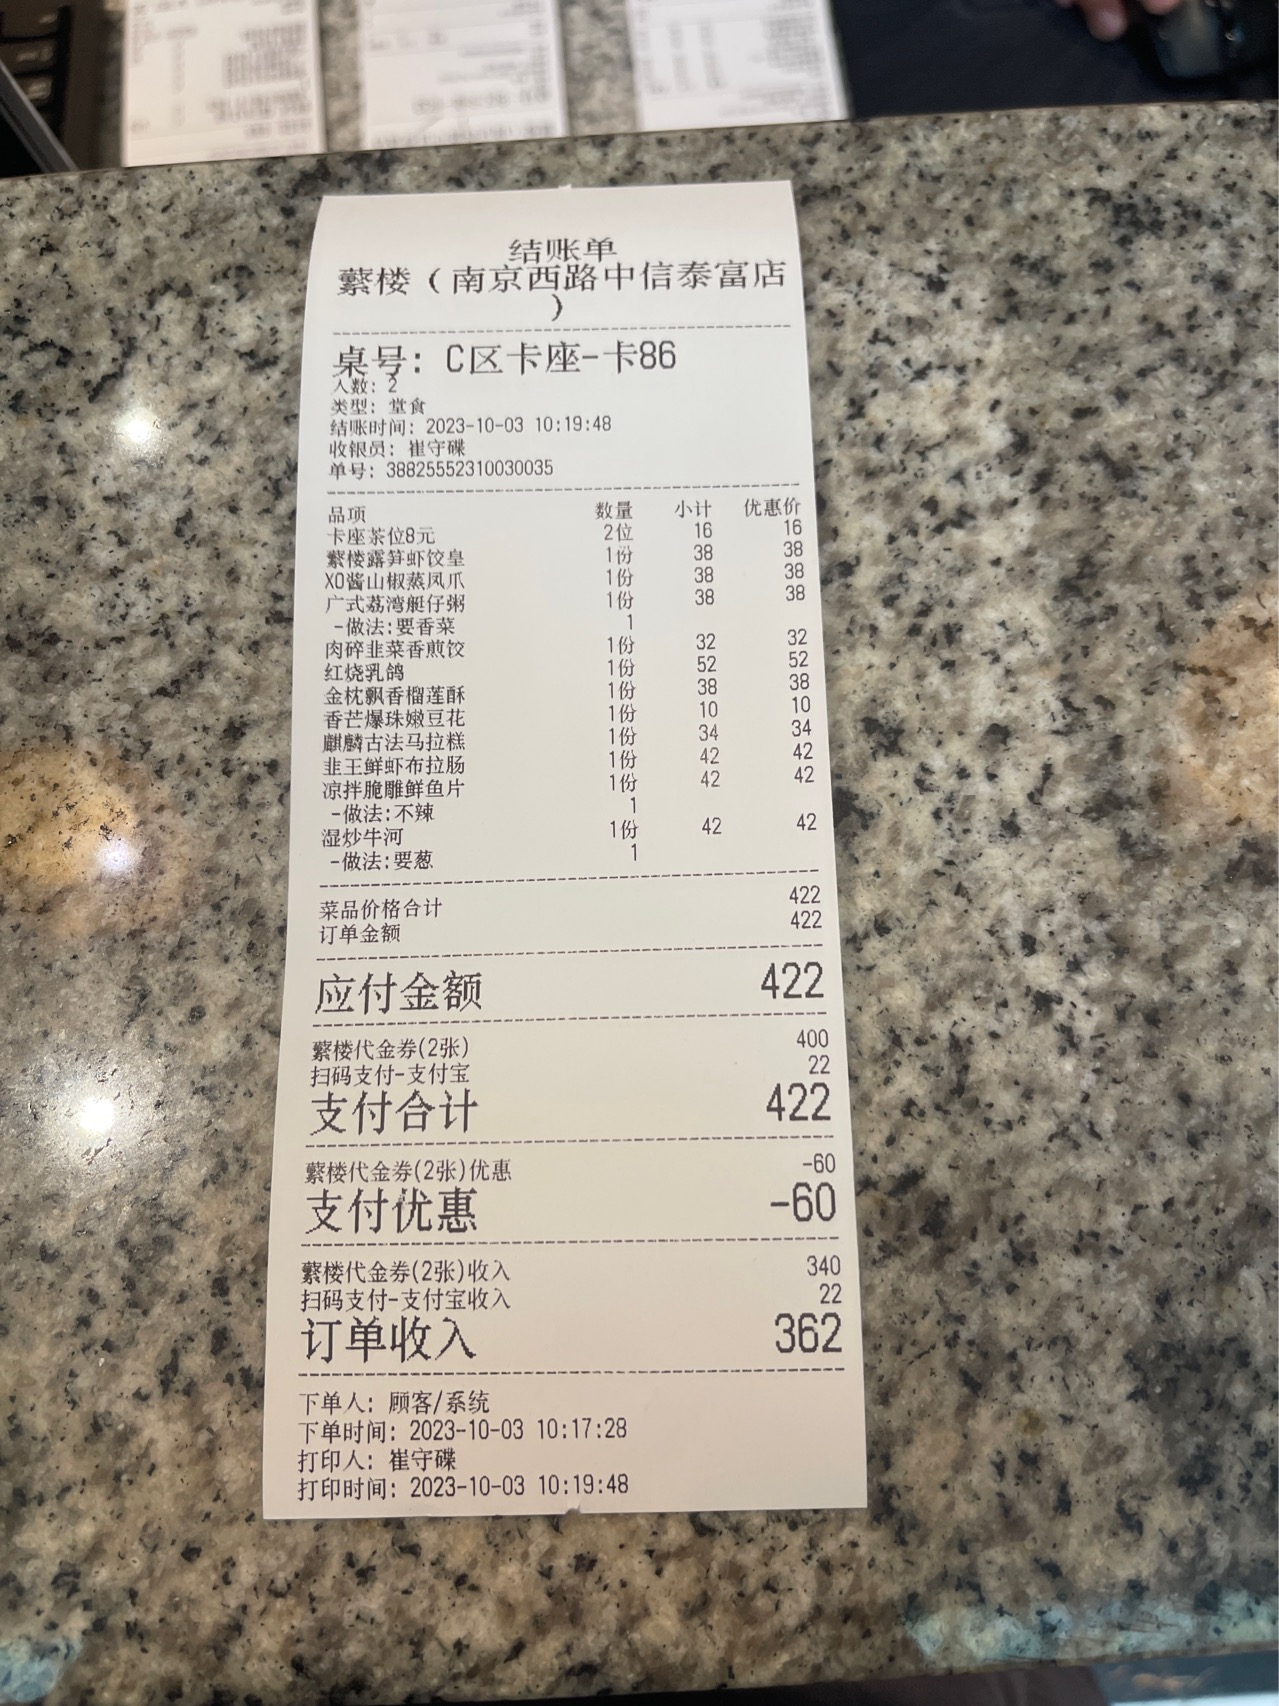 结账单
蘩楼（南京西路中信泰富店
）
桌号: C区卡座-卡86
人数: 2
类型: 堂食
结账时间: 2023-10-03 10:19:48
收银员: 崔守碟
单号: 38825552310030035
品项 数量 小计 优惠价
卡座茶位8元 2位 16 16
蘩楼露笋虾饺皇 1份 38 38
XO酱山椒蒸凤爪 1份 38 38
广式荔湾艇仔粥 1份 38 38
-做法:要香菜 1
肉碎韭菜香煎饺 1份 32 32
红烧乳鸽 1份 52 52
金枕飘香榴莲酥 1份 38 38
香芒爆珠嫩豆花 1份 10 10
麒麟古法马拉糕 1份 34 34
韭王鲜虾布拉肠 1份 42 42
凉拌脆雕鲜鱼片 1份 42 42
-做法:不辣 1
湿炒牛河 1份 42 42
-做法:要葱 1
菜品价格合计 422
订单金额 422
应付金额 422
蘩楼代金券(2张) 400
扫码支付-支付宝 22
支付合计 422
蘩楼代金券(2张)优惠 -60
支付优惠 -60
蘩楼代金券(2张)收入 340
扫码支付-支付宝收入 22
订单收入 362
下单人: 顾客/系统
下单时间: 2023-10-03 10:17:28
打印人: 崔守碟
打印时间: 2023-10-03 10:19:48